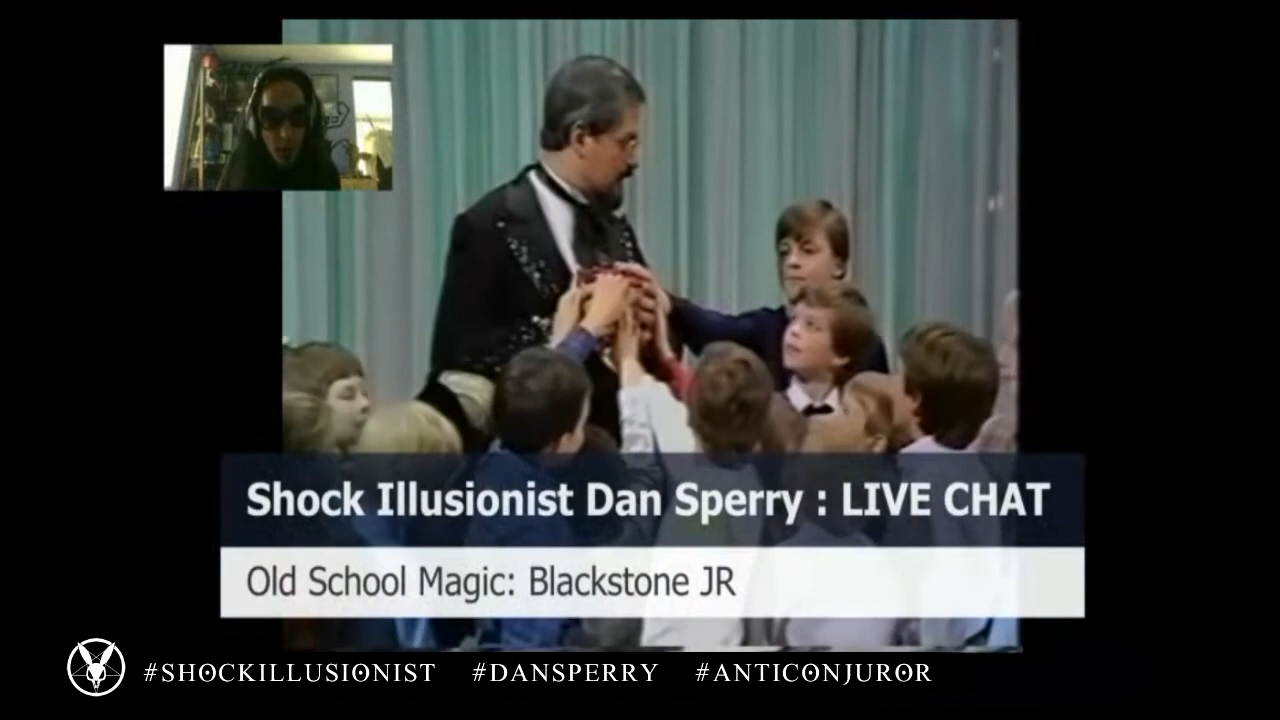 Shock Illusionist Dan Sperry : LIVE CHAT
Old School Magic: Blackstone JR
#SHOCKILLUSIONIST #DANSPERRY #ANTICONJUROR